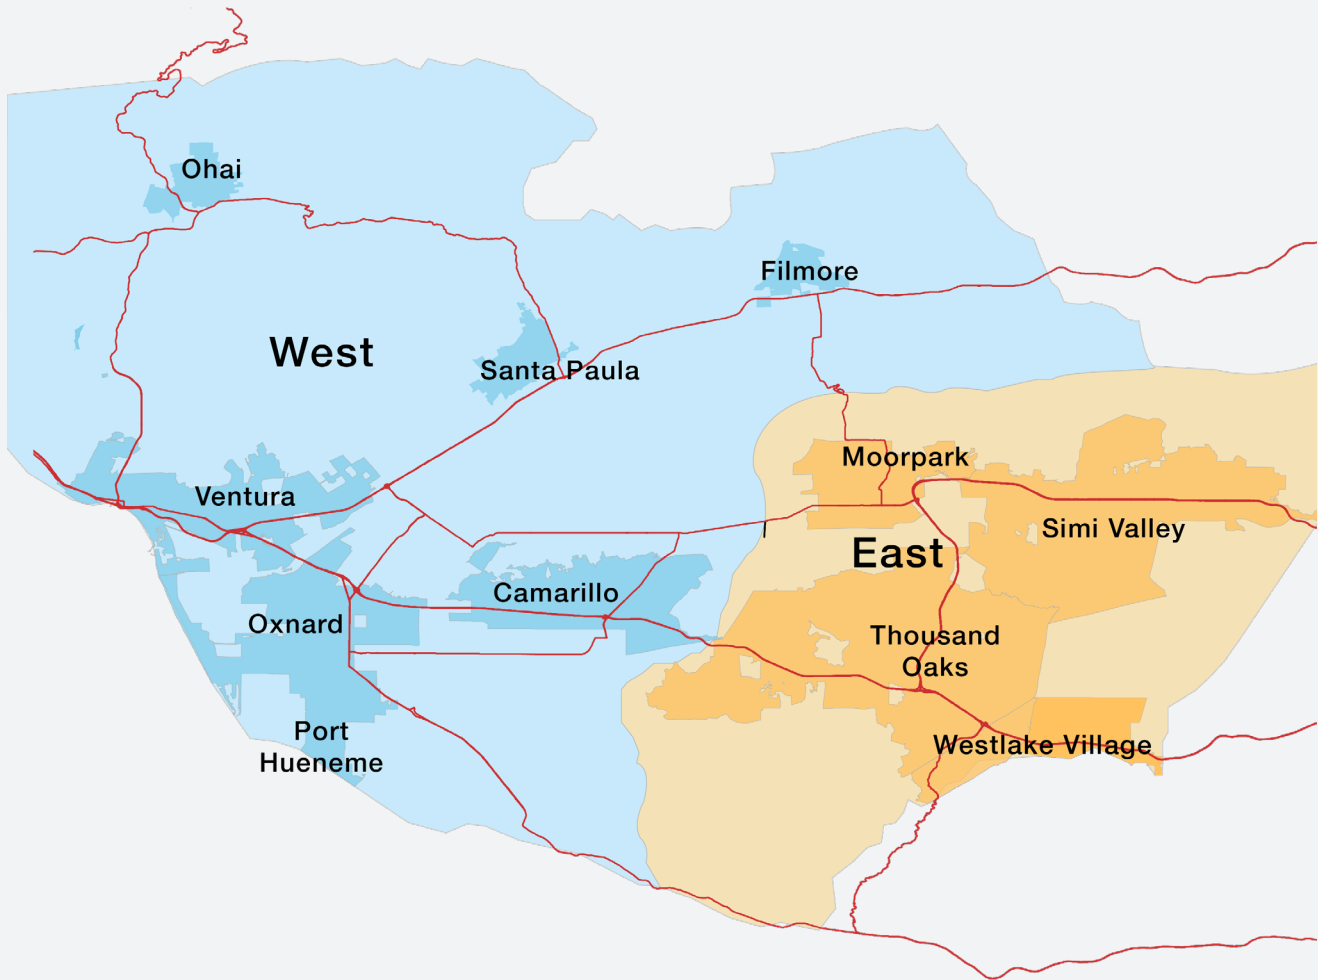 Ohai
Filmore
West
Santa Paula
Moorpark
Ventura
Simi Valley
East
Camarillo
Oxnard
Thousand
Oaks
Port
Hueneme
Westlake Village